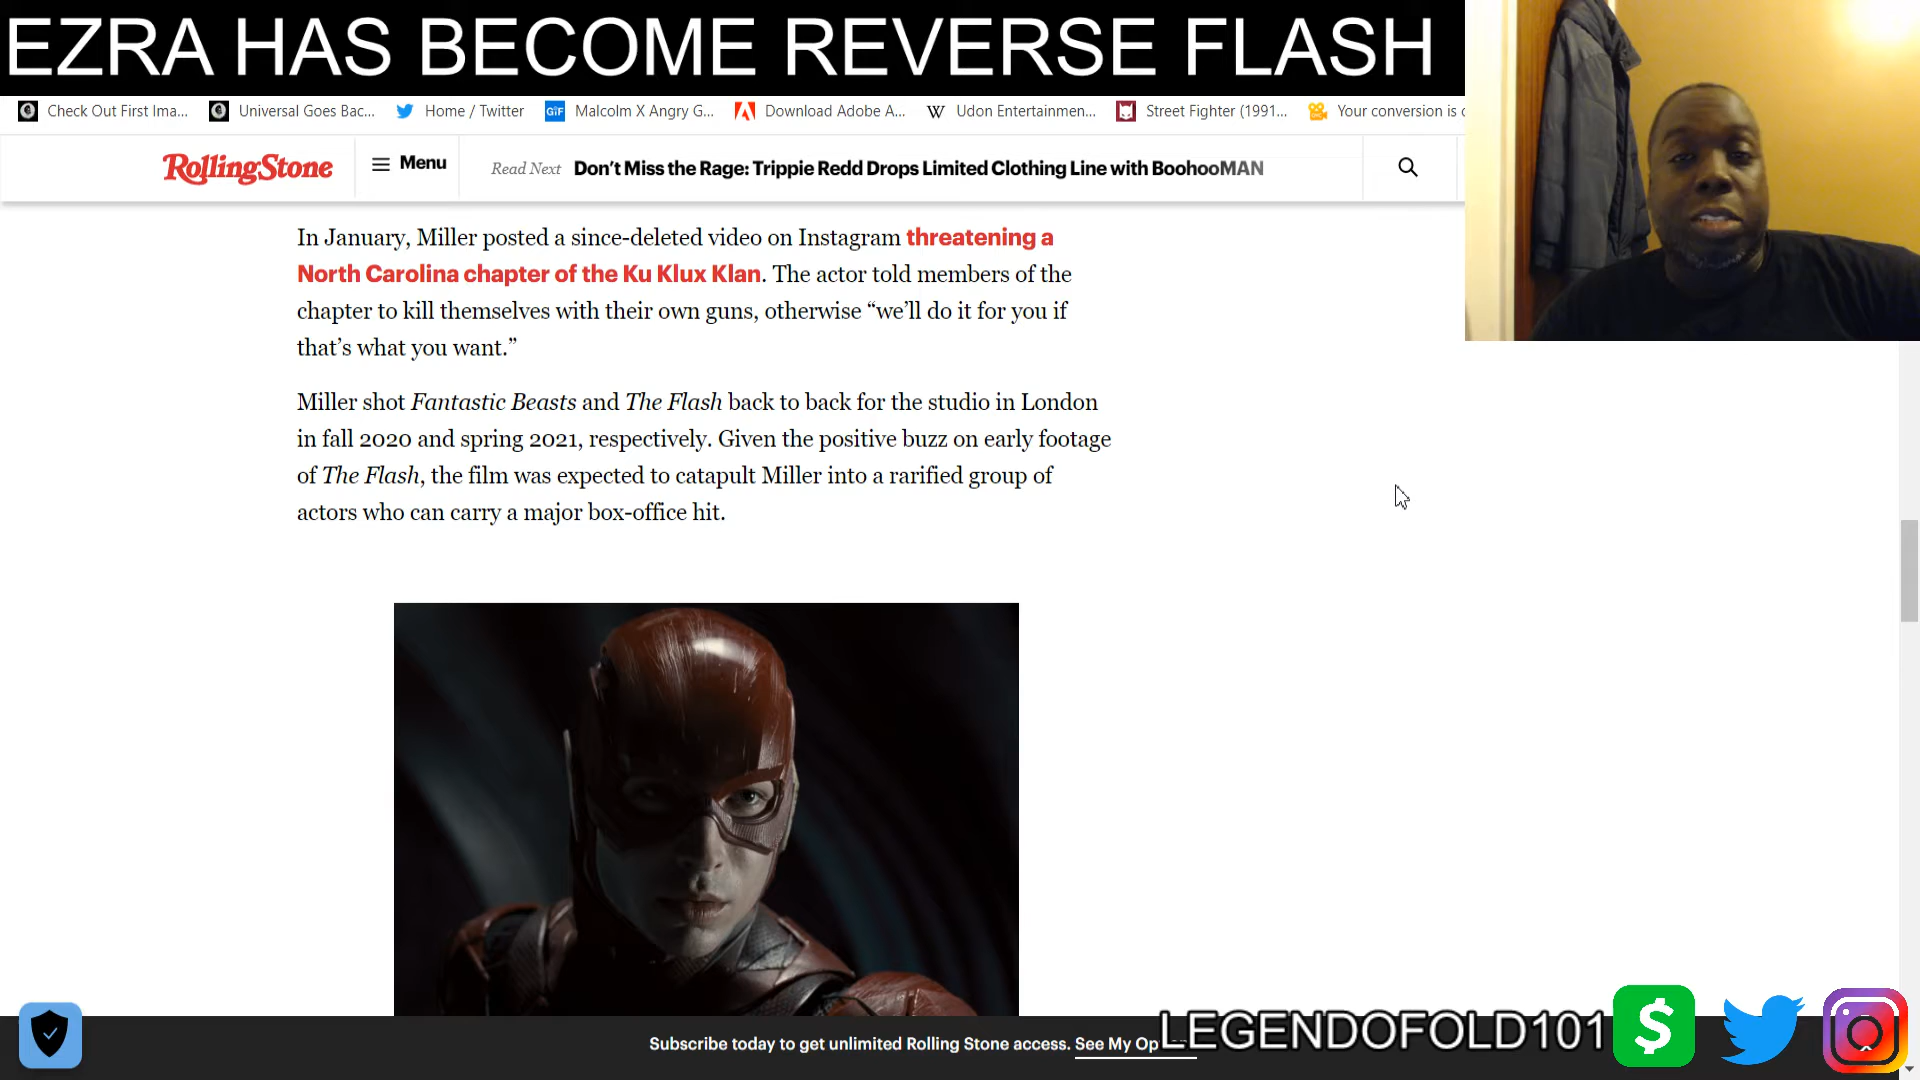 EZRA HAS BECOME REVERSE FLASH
Check Out First Ima...
Universal Goes Bac...
Home / Twitter
GIF
Malcolm X Angry G...
Download Adobe A...
W
Udon Entertainmen...
Street Fighter (1991...
Your conversion is c
RollingStone
Menu
Read Next
Don't Miss the Rage: Trippie Redd Drops Limited Clothing Line with BoohooMAN
In January, Miller posted a since-deleted video on Instagram threatening a
North Carolina chapter of the Ku Klux Klan. The actor told members of the
chapter to kill themselves with their own guns, otherwise “we’ll do it for you if
that’s what you want.”
Miller shot Fantastic Beasts and The Flash back to back for the studio in London
in fall 2020 and spring 2021, respectively. Given the positive buzz on early footage
of The Flash, the film was expected to catapult Miller into a rarified group of
actors who can carry a major box-office hit.
Subscribe today to get unlimited Rolling Stone access. See My
LEGENDOFOLD101
$